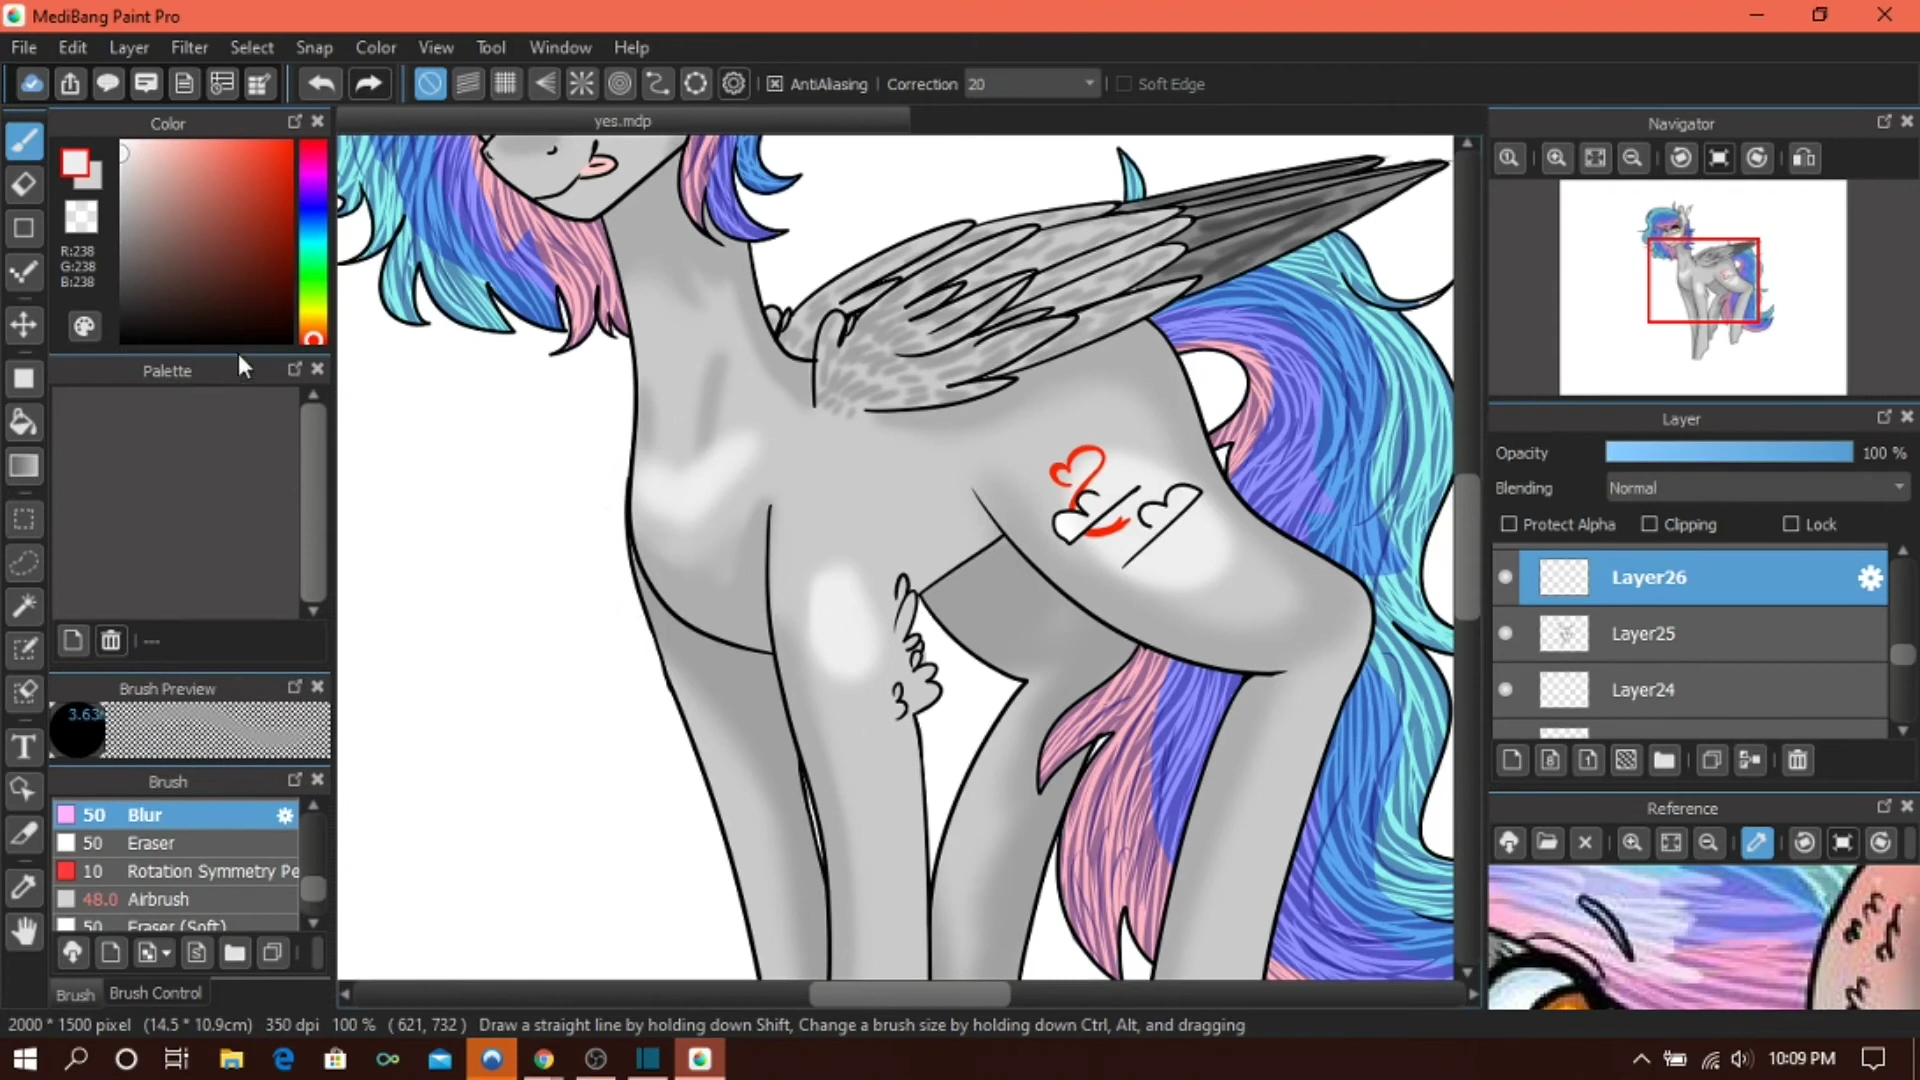 MediBang Paint Pro
File Edit Layer Filter Select Snap Color View Tool Window Help
AntiAliasing Correction 20 Soft Edge
Color
yes.mdp
Navigator
R:238
G:238
B:238
Palette
---
Layer
Opacity 100 %
Blending Normal
Protect Alpha Clipping Lock
Layer26
Layer25
Layer24
Brush Preview
3.63
Brush
50 Blur
50 Eraser
10 Rotation Symmetry Pe
48.0 Airbrush
50 Eraser (Soft)
Brush Brush Control
Reference
2000 * 1500 pixel (14.5 * 10.9cm) 350 dpi 100 % ( 621, 732 ) Draw a straight line by holding down Shift, Change a brush size by holding down Ctrl, Alt, and dragging
10:09 PM